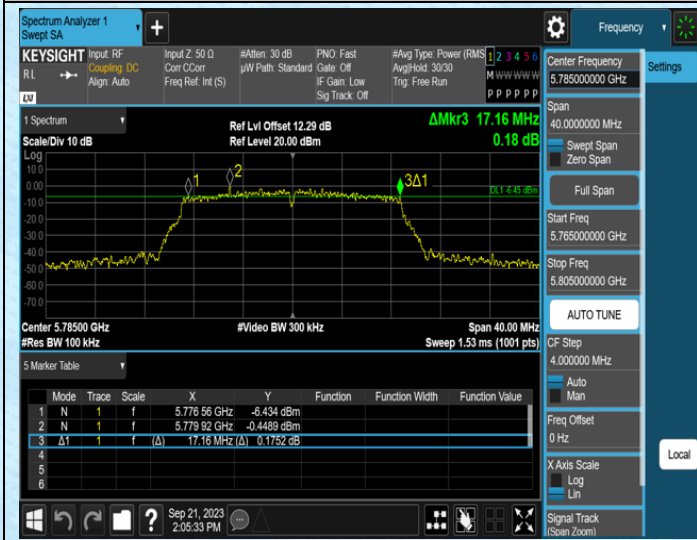 Spectrum Analyzer 1
Swept SA
+
Frequency
KEYSIGHT
RL
LXI
Input: RF
Coupling: DC
Align: Auto
Input Z: 50 Ω
Corr CCorr
Freq Ref: Int (S)
#Atten: 30 dB
µW Path: Standard
PNO: Fast
Gate: Off
IF Gain: Low
Sig Track: Off
#Avg Type: Power (RMS
Avg|Hold: 30/30
Trig: Free Run
1 2 3 4 5 6
M W W W W W
P P P P P P
1 Spectrum
Scale/Div 10 dB
Ref Lvl Offset 12.29 dB
Ref Level 20.00 dBm
ΔMkr3 17.16 MHz
0.18 dB
Log
10.0
0.00
-10.0
-20.0
-30.0
-40.0
-50.0
-60.0
-70.0
1
2
3Δ1
DL1 -6.45 dBm
Center 5.78500 GHz
#Res BW 100 kHz
#Video BW 300 kHz
Span 40.00 MHz
Sweep 1.53 ms (1001 pts)
5 Marker Table
Mode Trace Scale X Y Function Function Width Function Value
1 N 1 f 5.776 56 GHz -6.434 dBm
2 N 1 f 5.779 92 GHz -0.4489 dBm
3 Δ1 1 f (Δ) 17.16 MHz (Δ) 0.1752 dB
4
5
6
?
Sep 21, 2023
2:05:33 PM
Center Frequency
5.785000000 GHz
Settings
Span
40.0000000 MHz
Swept Span
Zero Span
Full Span
Start Freq
5.765000000 GHz
Stop Freq
5.805000000 GHz
AUTO TUNE
CF Step
4.000000 MHz
Auto
Man
Freq Offset
0 Hz
X Axis Scale
Log
Lin
Local
Signal Track
(Span Zoom)